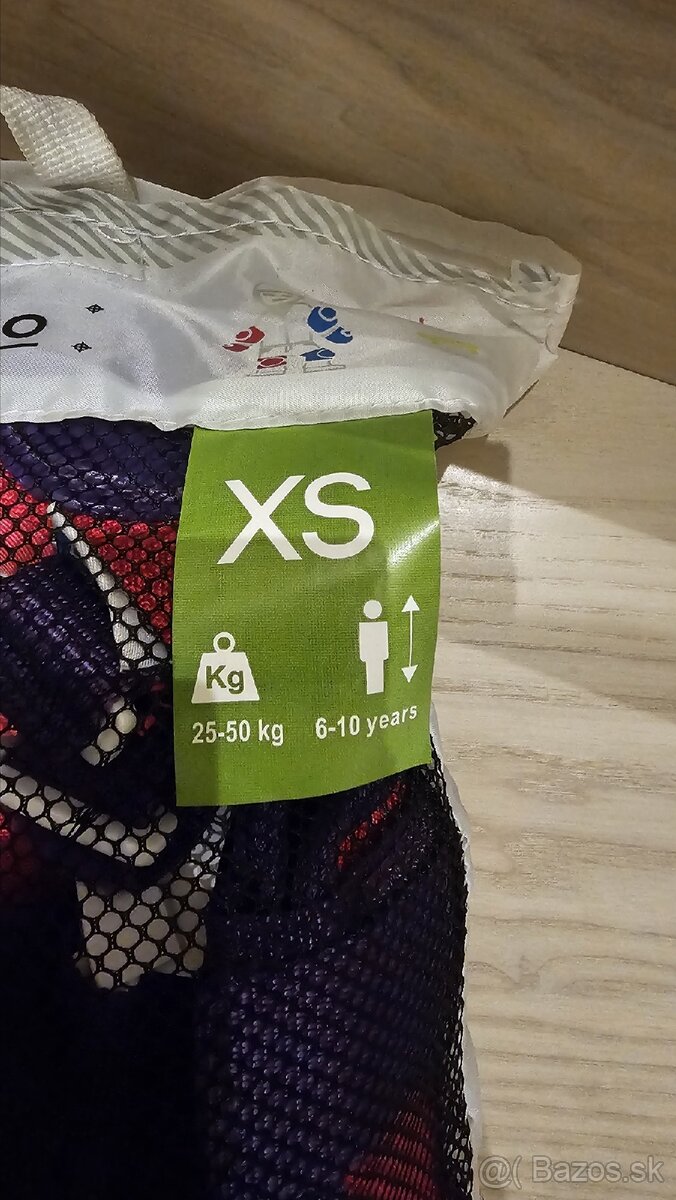 o
XS
Kg
25-50 kg
6-10 years
@( Bazos.sk